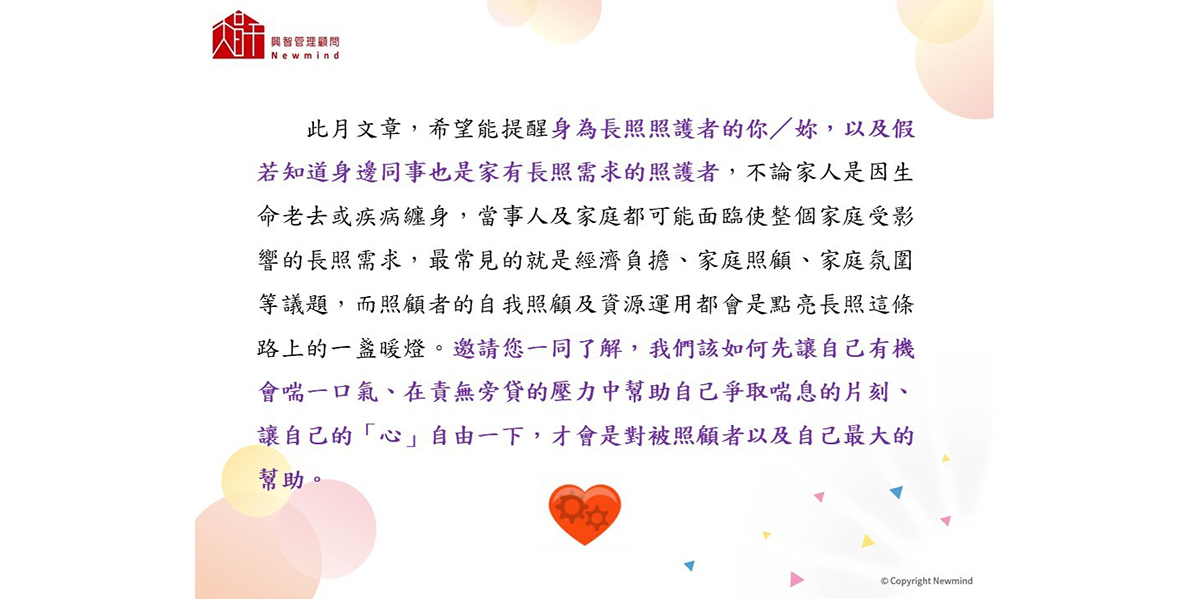 興智管理顧問
Newmind
此月文章，希望能提醒身為長照照護者的你／妳，以及假
若知道身邊同事也是家有長照需求的照護者，不論家人是因生
命老去或疾病纏身，當事人及家庭都可能面臨使整個家庭受影
響的長照需求，最常見的就是經濟負擔、家庭照顧、家庭氛圍
等議題，而照顧者的自我照顧及資源運用都會是點亮長照這條
路上的一盞暖燈。邀請您一同了解，我們該如何先讓自己有機
會喘一口氣、在責無旁貸的壓力中幫助自己爭取喘息的片刻、
讓自己的「心」自由一下，才會是對被照顧者以及自己最大的
幫助。
© Copyright Newmind